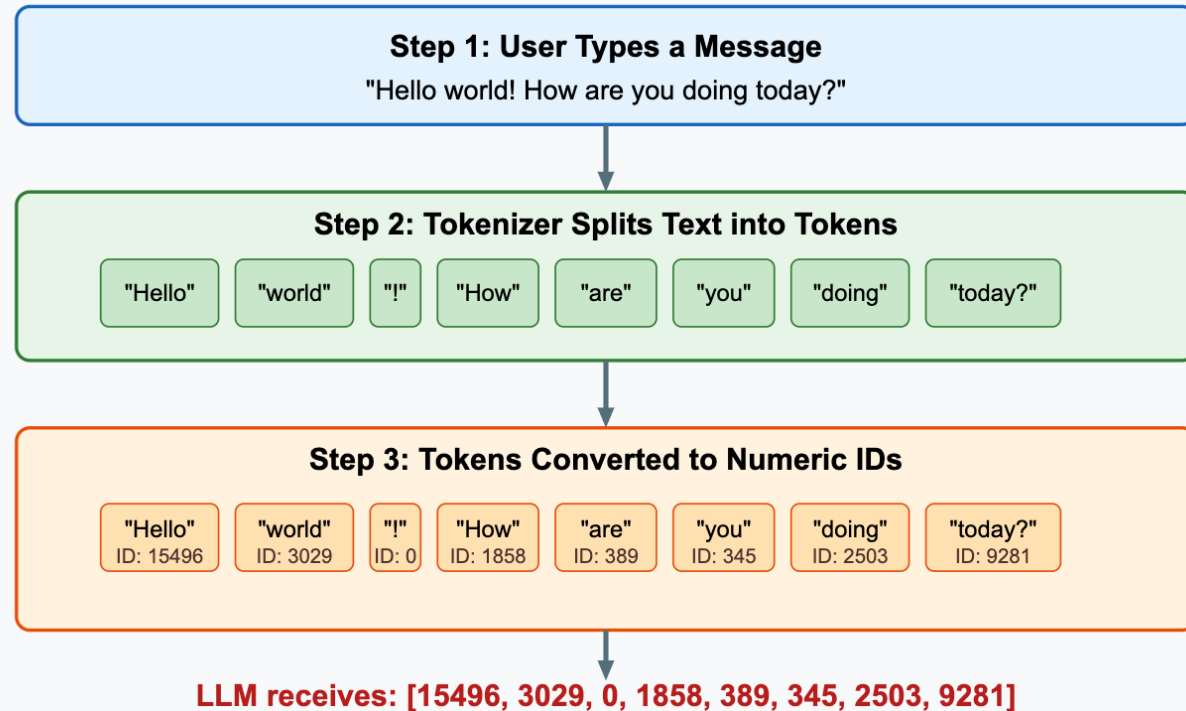 Step 1: User Types a Message
"Hello world! How are you doing today?"
Step 2: Tokenizer Splits Text into Tokens
"Hello" "world" "!" "How" "are" "you" "doing" "today?"
Step 3: Tokens Converted to Numeric IDs
"Hello" "world" "!" "How" "are" "you" "doing" "today?"
ID: 15496 ID: 3029 ID: 0 ID: 1858 ID: 389 ID: 345 ID: 2503 ID: 9281
LLM receives: [15496, 3029, 0, 1858, 389, 345, 2503, 9281]